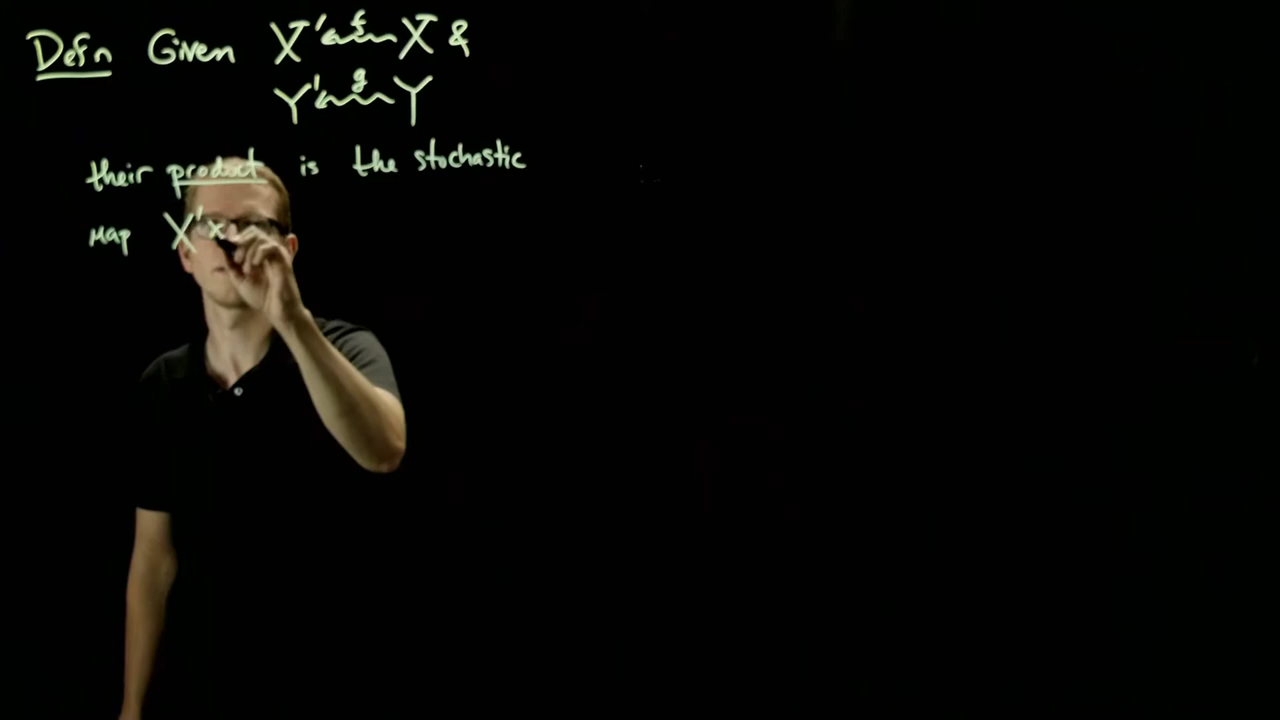 Defn Given X' f X &
Y' g Y
their product is the stochastic
map X' x